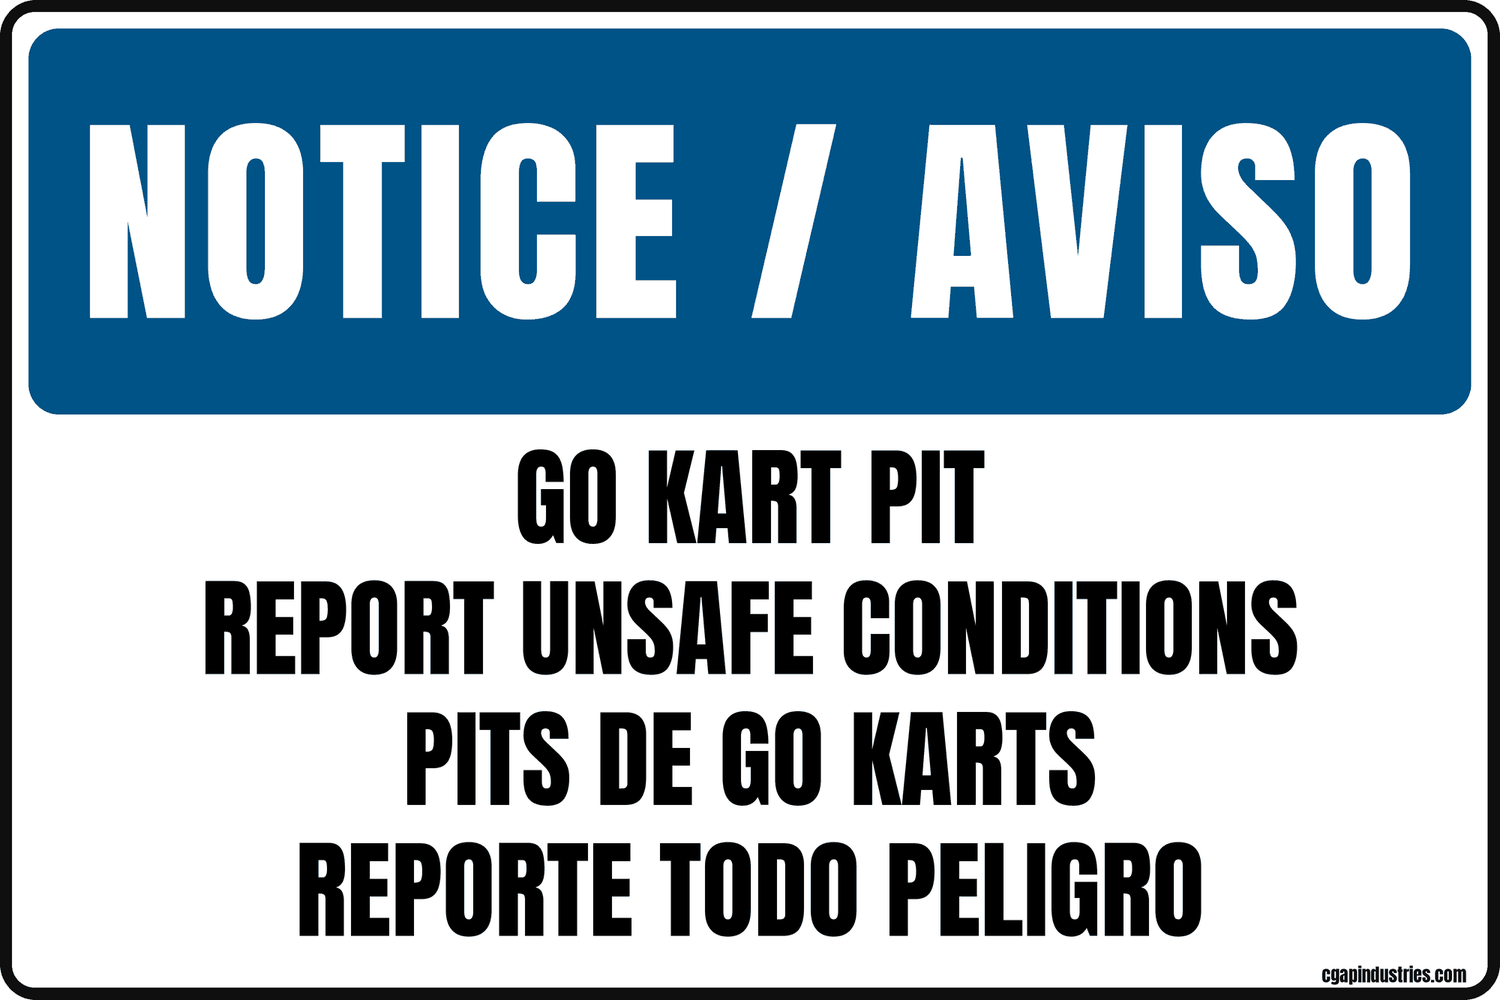 NOTICE / AVISO
GO KART PIT
REPORT UNSAFE CONDITIONS
PITS DE GO KARTS
REPORTE TODO PELIGRO
cgapindustries.com